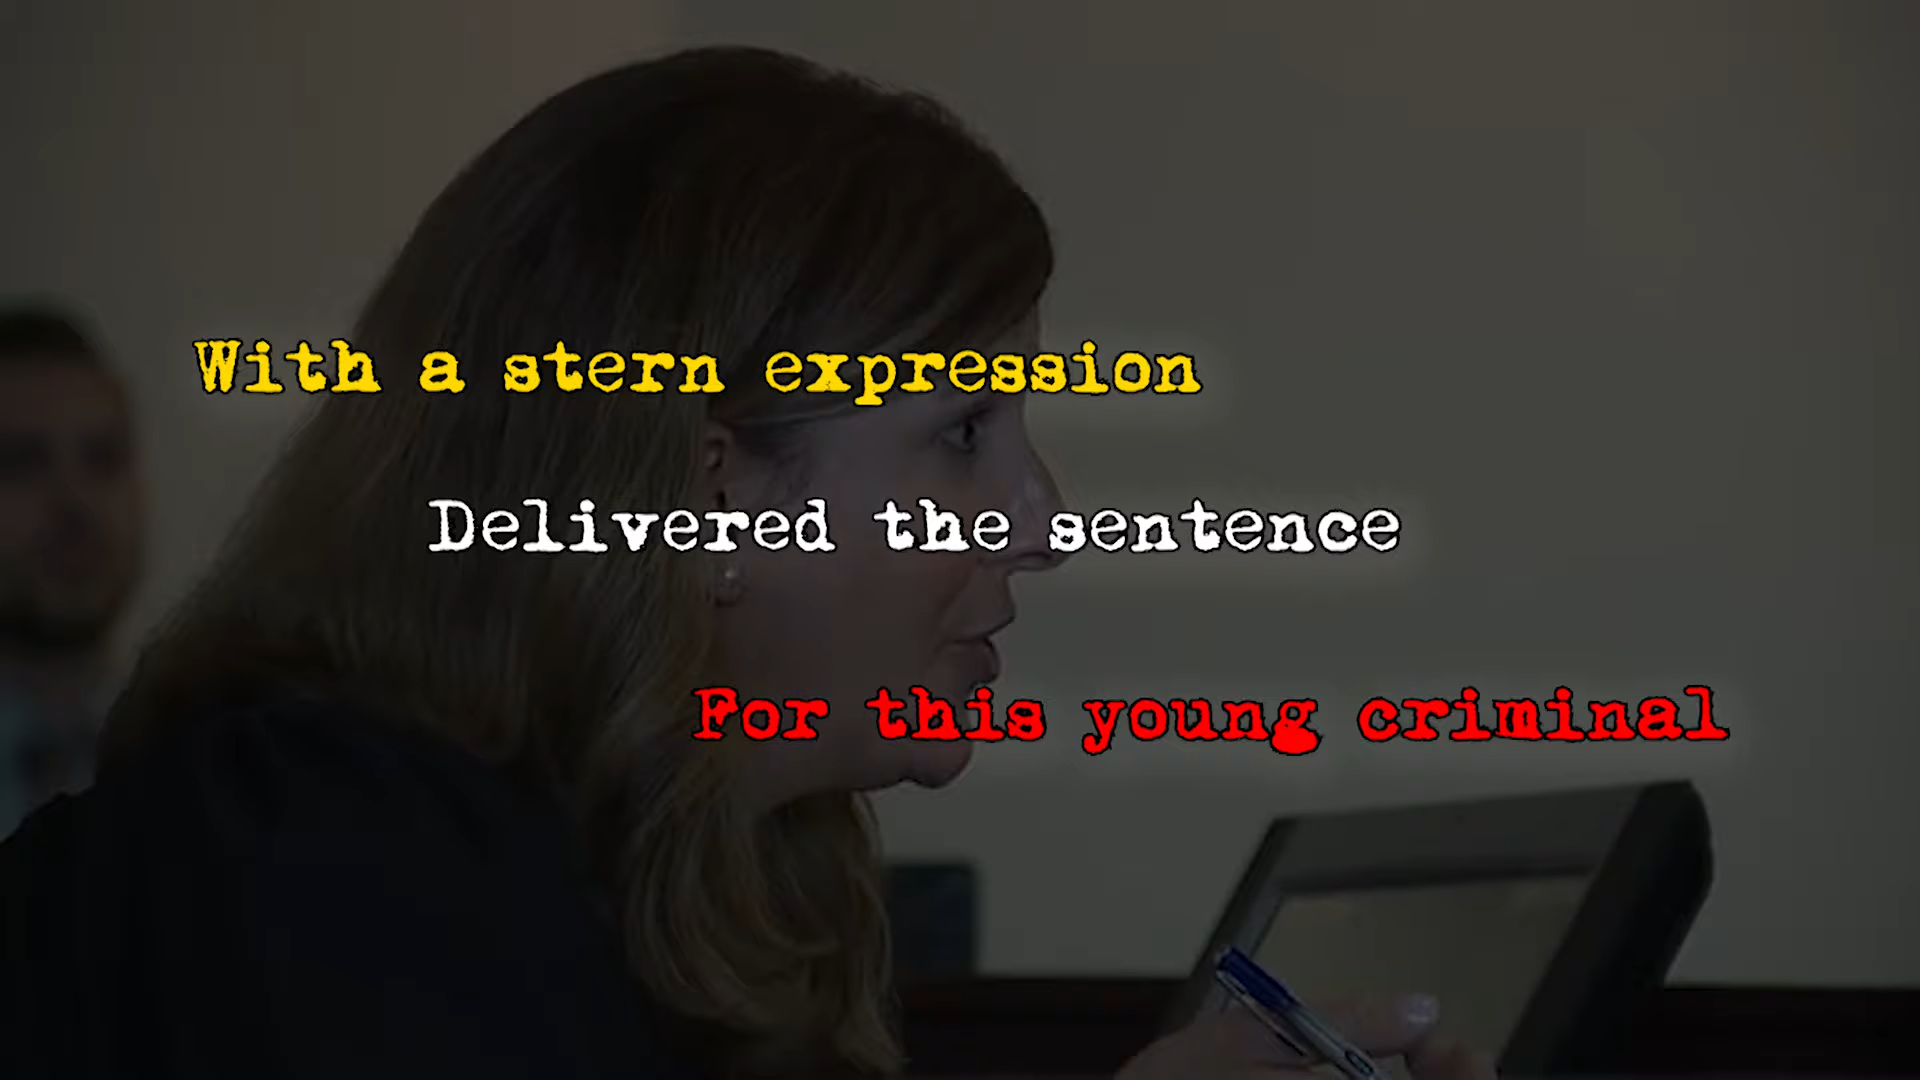 With a stern expression
Delivered the sentence
For this young criminal